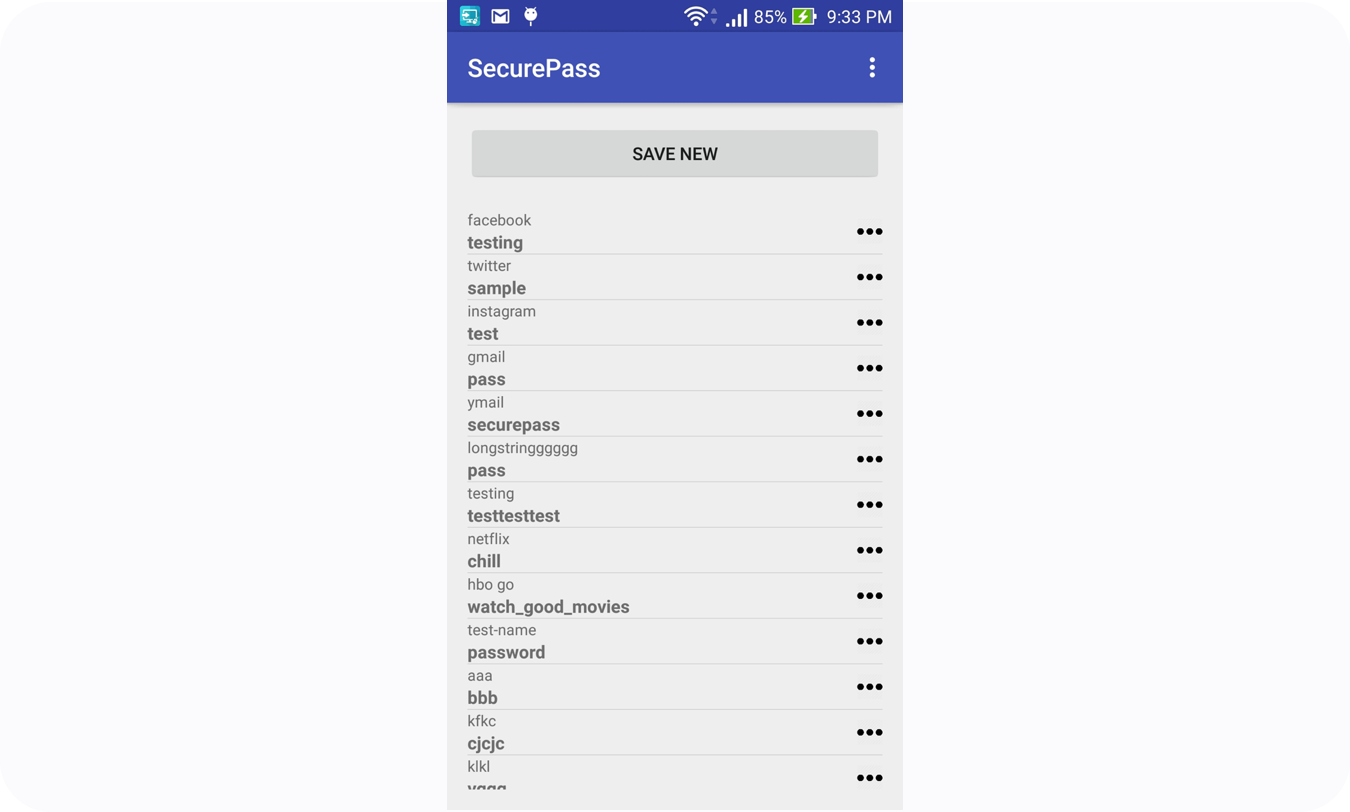 85% 9:33 PM
SecurePass
SAVE NEW
facebook
testing
twitter
sample
instagram
test
gmail
pass
ymail
securepass
longstringggggg
pass
testing
testtesttest
netflix
chill
hbo go
watch_good_movies
test-name
password
aaa
bbb
kfkc
cjcjc
klkl